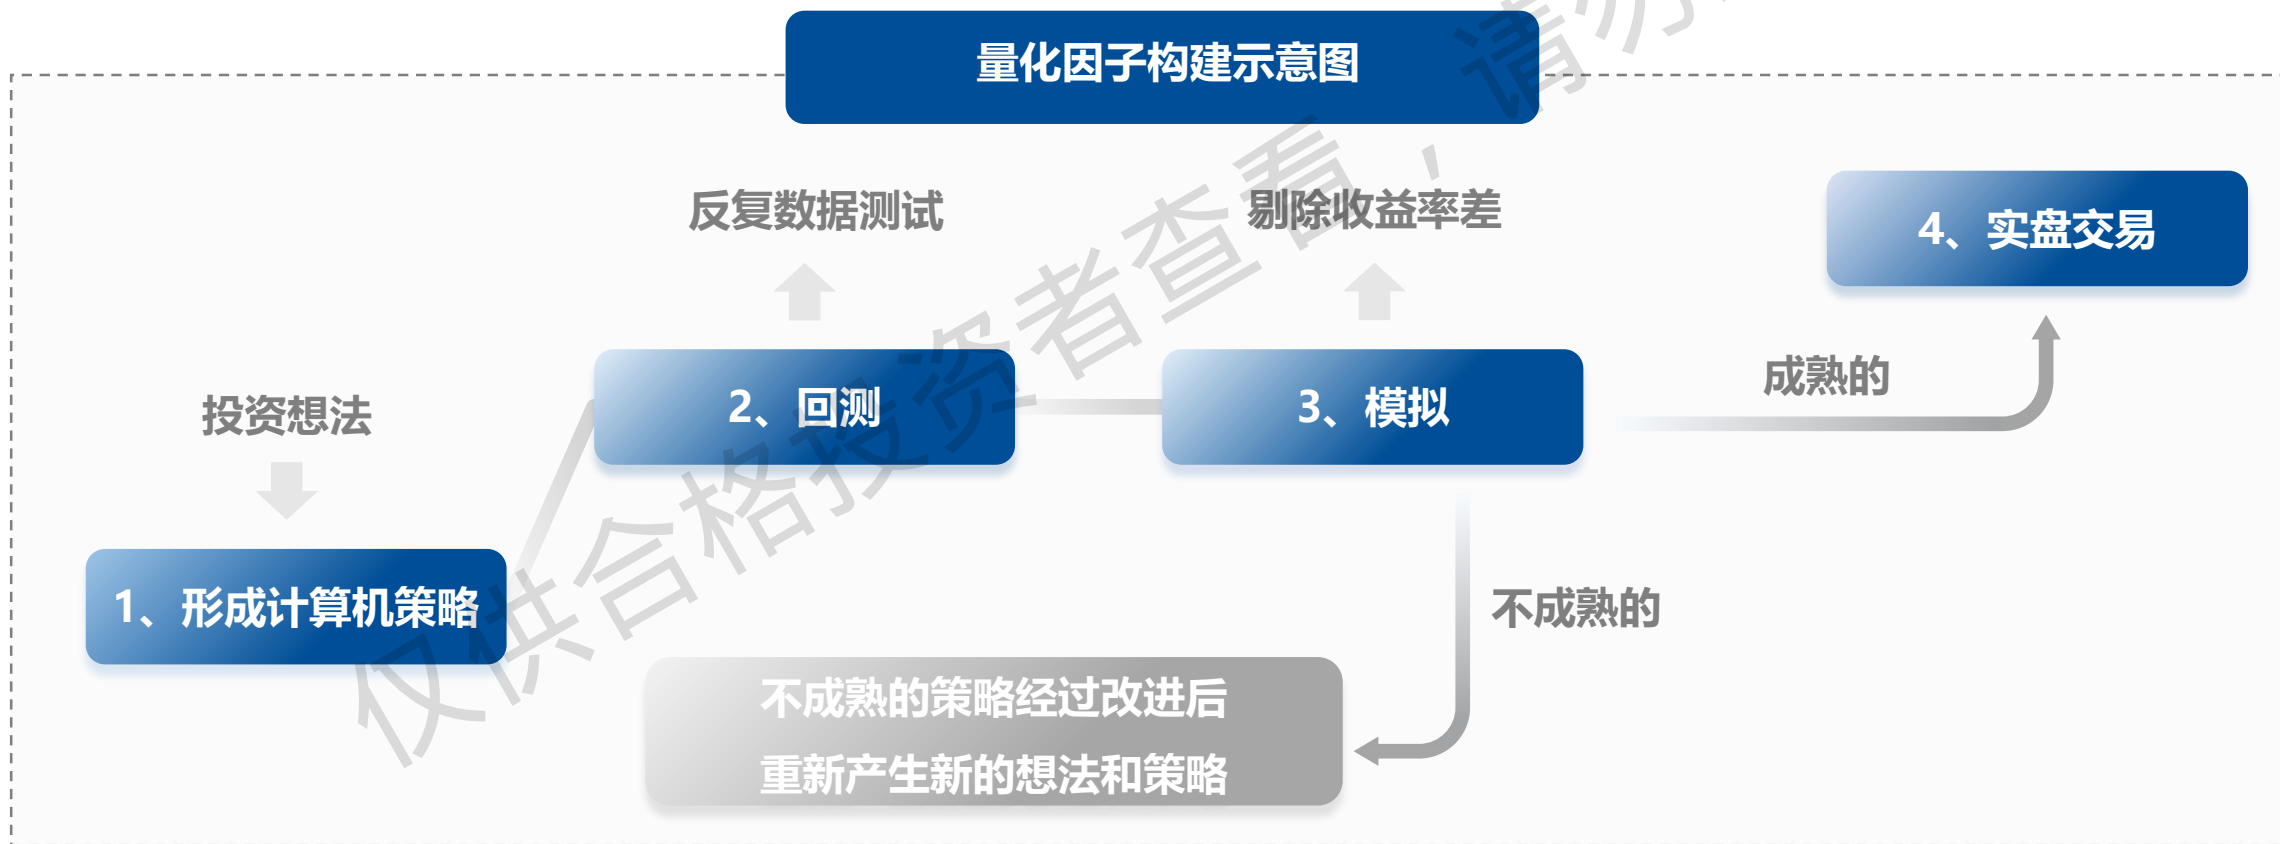 量化因子构建示意图
反复数据测试
剔除收益率差
4、实盘交易
投资想法
2、回测
3、模拟
成熟的
1、形成计算机策略
不成熟的
不成熟的策略经过改进后
重新产生新的想法和策略
仅供合格投资者查看，请勿